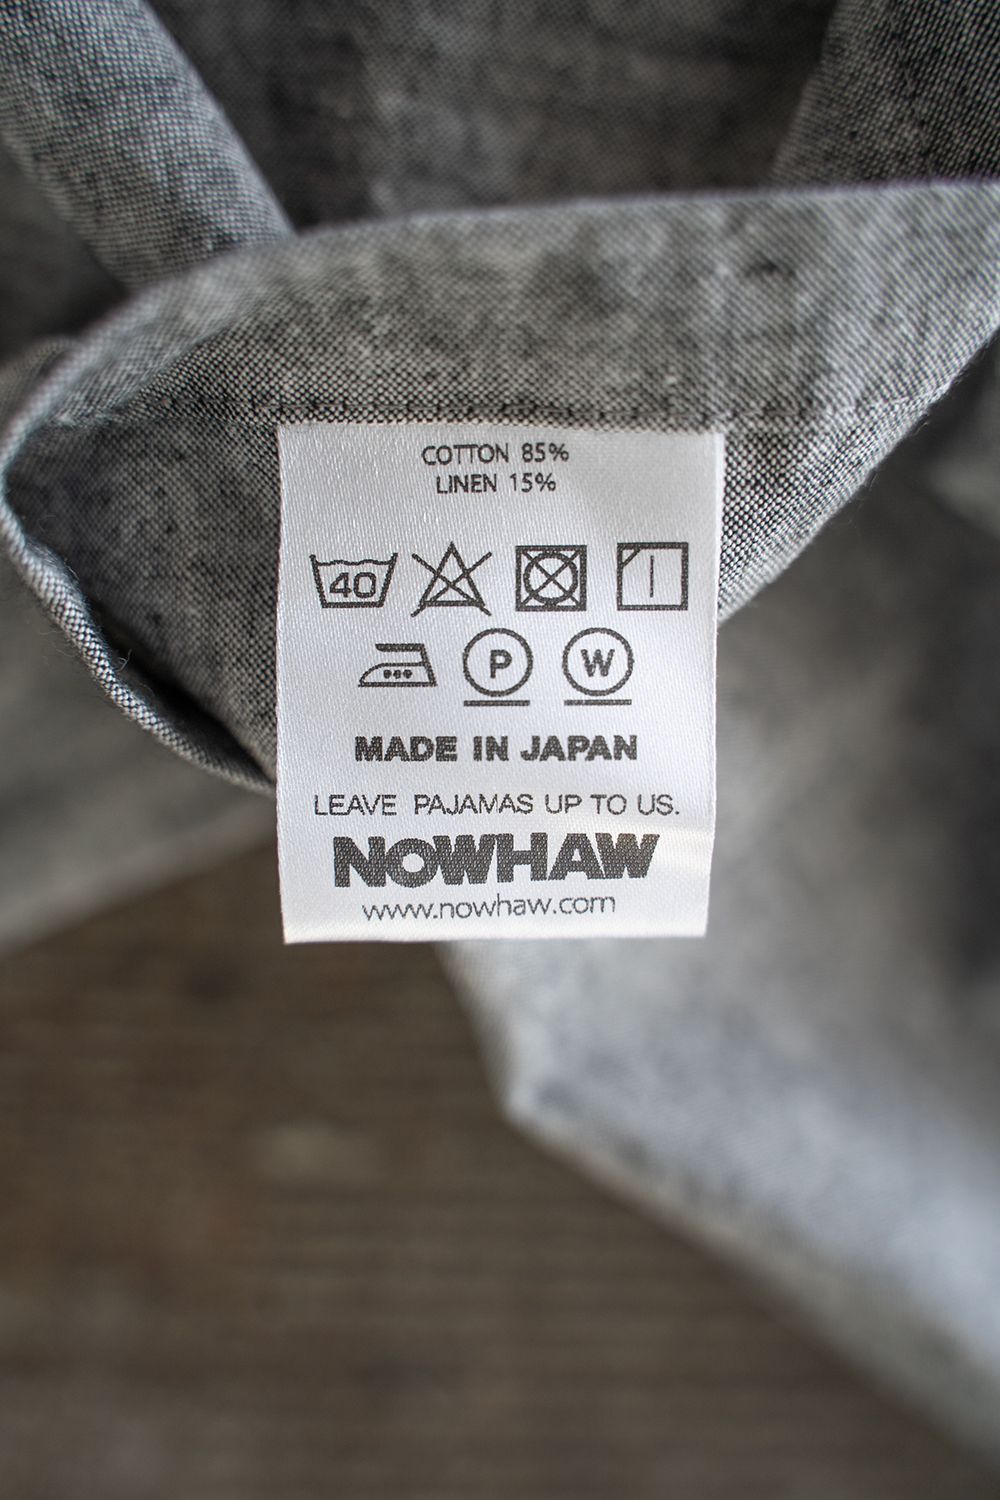 COTTON 85%
LINEN 15%
40
P W
MADE IN JAPAN
LEAVE PAJAMAS UP TO US.
NOWHAW
www.nowhaw.com